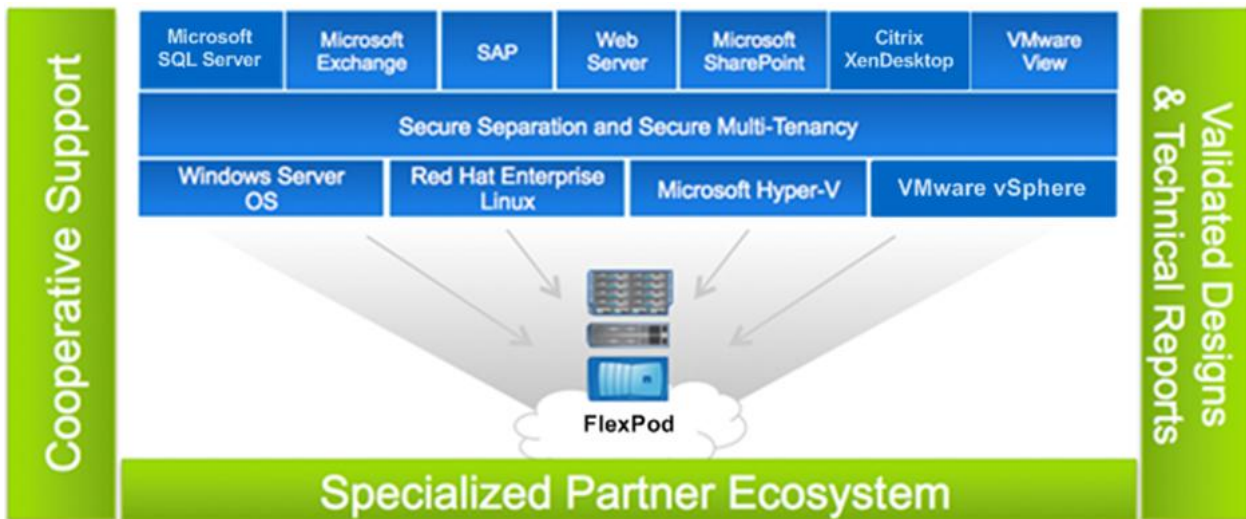 Cooperative Support
Microsoft
SQL Server
Microsoft
Exchange
SAP
Web
Server
Microsoft
SharePoint
Citrix
XenDesktop
VMware
View
Secure Separation and Secure Multi-Tenancy
Windows Server
OS
Red Hat Enterprise
Linux
Microsoft Hyper-V
VMware vSphere
FlexPod
Specialized Partner Ecosystem
Validated Designs
& Technical Reports